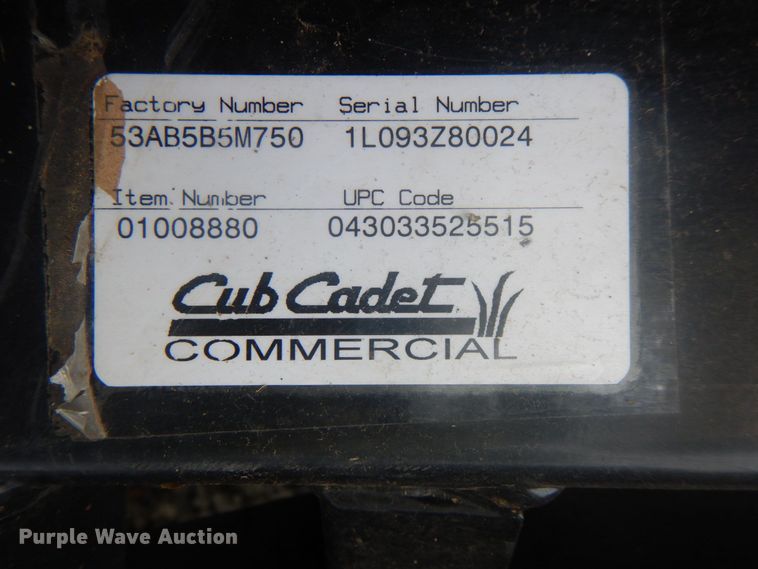 Factory Number Serial Number
53AB5B5M750 1L093Z80024
Item Number UPC Code
01008880 043033525515
Cub Cadet
COMMERCIAL
Purple Wave Auction